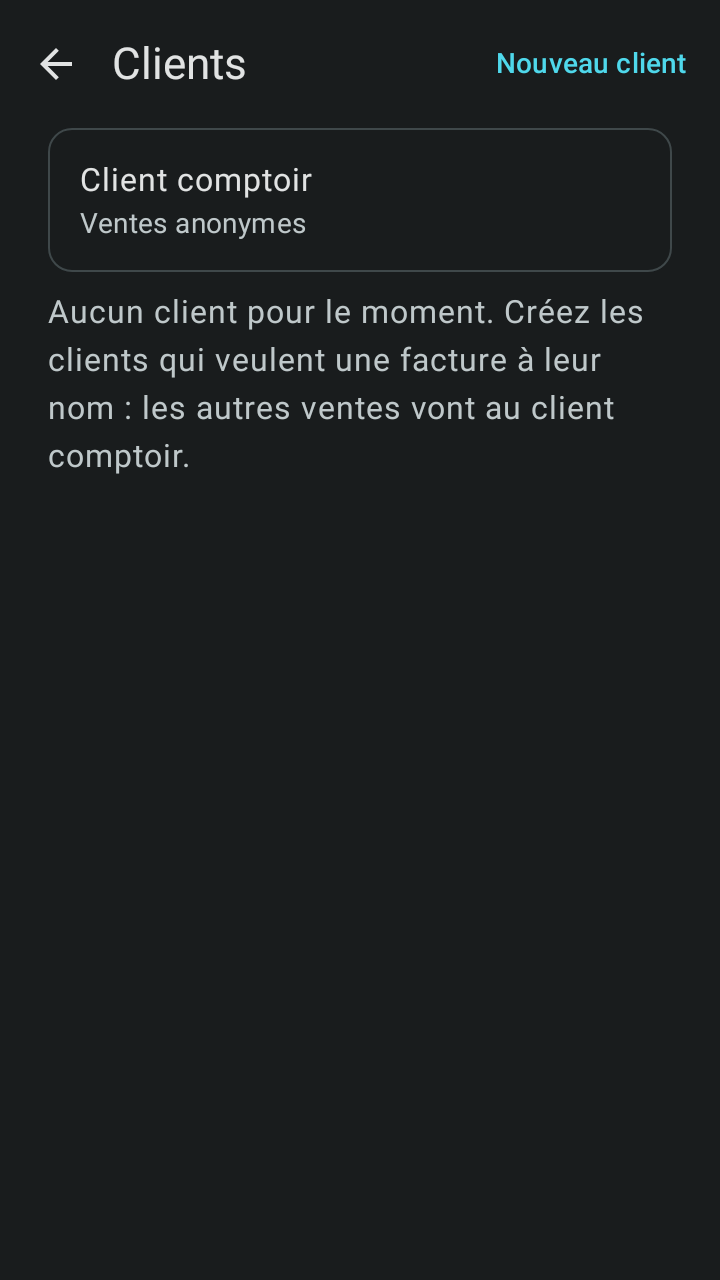 Clients
Nouveau client
Client comptoir
Ventes anonymes
Aucun client pour le moment. Créez les
clients qui veulent une facture à leur
nom : les autres ventes vont au client
comptoir.